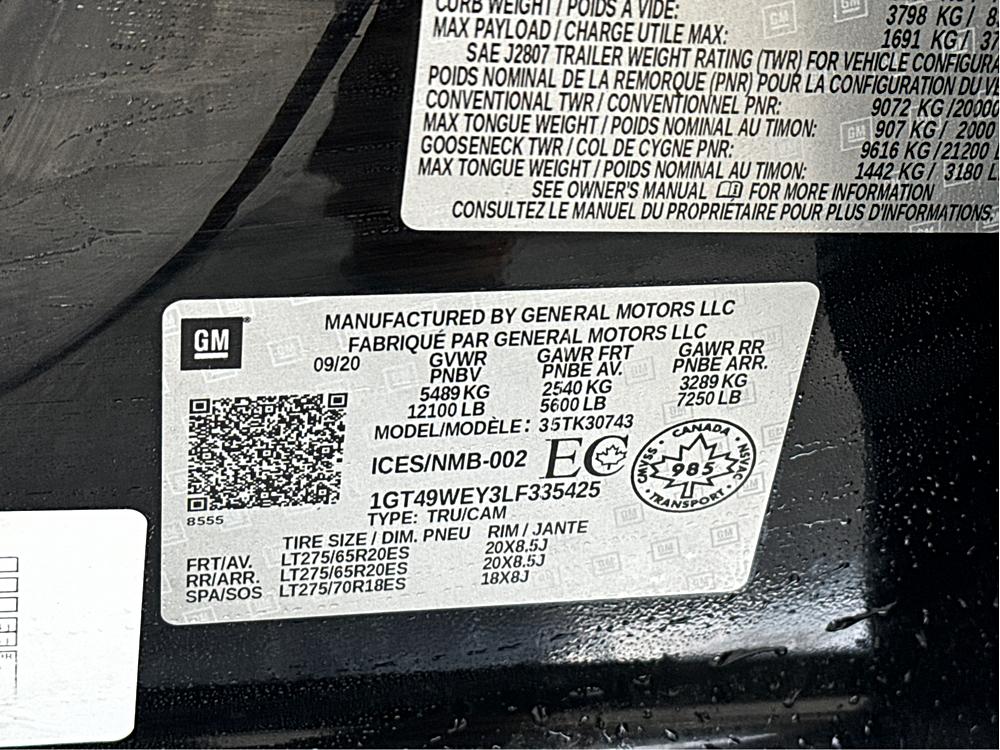 CURB WEIGHT / POIDS À VIDE:
3798 KG /
MAX PAYLOAD / CHARGE UTILE MAX: 1691 KG /
SAE J2807 TRAILER WEIGHT RATING (TWR) FOR VEHICLE
POIDS NOMINAL DE LA REMORQUE (PNR) POUR LA CONFIGURATION DU
CONVENTIONAL TWR / CONVENTIONNEL PNR: 9072 KG /20000
MAX TONGUE WEIGHT / POIDS NOMINAL AU TIMON: 907 KG / 2000
GOOSENECK TWR / COL DE CYGNE PNR: 9616 KG /21200
MAX TONGUE WEIGHT / POIDS NOMINAL AU TIMON: 1442 KG / 3180
SEE OWNER'S MANUAL FOR MORE INFORMATION
CONSULTEZ LE MANUEL DU PROPRIÉTAIRE POUR PLUS D'INFORMATIONS.
GM
MANUFACTURED BY GENERAL MOTORS LLC
FABRIQUÉ PAR GENERAL MOTORS LLC
09/20 GVWR GAWR FRT GAWR RR
PNBV PNBE AV. PNBE ARR.
5489 KG 2540 KG 3289 KG
12100 LB 5600 LB 7250 LB
MODEL/MODÈLE: 35TK30743
ICES/NMB-002 EC
CANADA
CMVSS NSVAC
985
TRANSPORT
1GT49WEY3LF335425
8555
TYPE: TRU/CAM
TIRE SIZE / DIM. PNEU RIM / JANTE
FRT/AV. LT275/65R20ES 20X8.5J
RR/ARR. LT275/65R20ES 20X8.5J
SPA/SOS LT275/70R18ES 18X8J